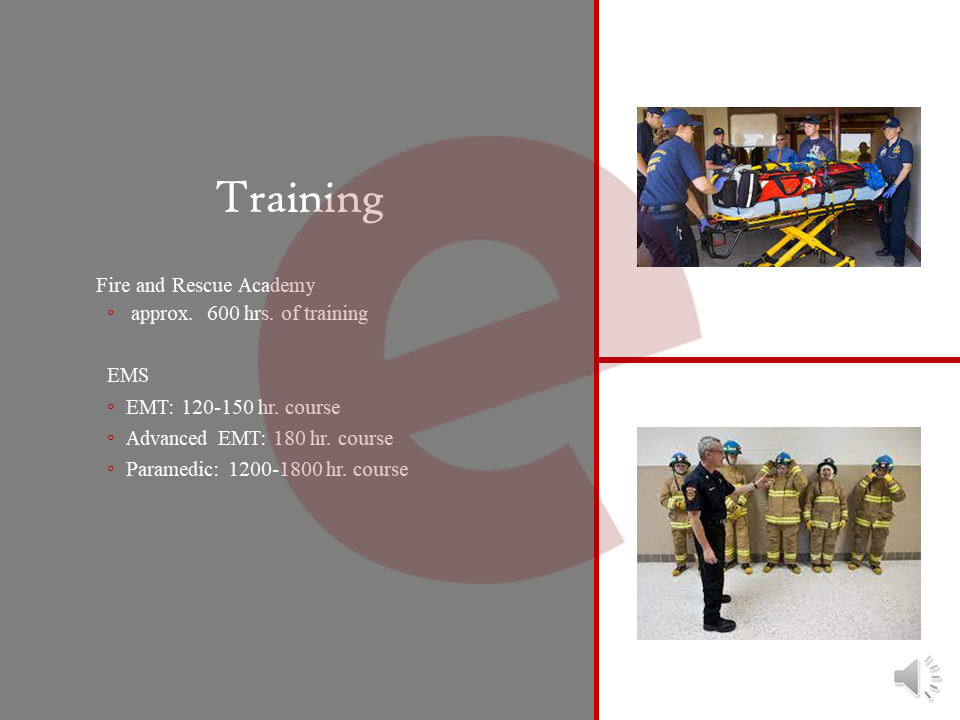 Training
Fire and Rescue Academy
approx. 600 hrs. of training
EMS
EMT: 120-150 hr. course
Advanced EMT: 180 hr. course
Paramedic: 1200-1800 hr. course
e